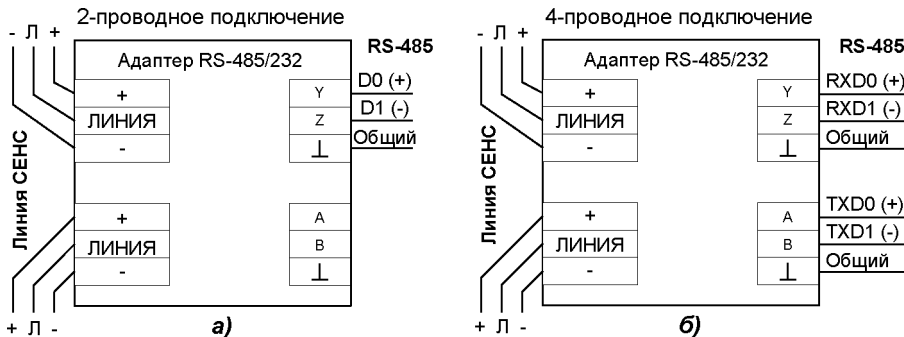 2-проводное подключение
- Л +
RS-485
Адаптер RS-485/232
+
ЛИНИЯ
-
Y
Z
⊥
D0 (+)
D1 (-)
Общий
Линия СЕНС
+
ЛИНИЯ
-
A
B
⊥
+ Л -
а)
4-проводное подключение
- Л +
RS-485
Адаптер RS-485/232
+
ЛИНИЯ
-
Y
Z
⊥
RXD0 (+)
RXD1 (-)
Общий
Линия СЕНС
+
ЛИНИЯ
-
A
B
⊥
TXD0 (+)
TXD1 (-)
Общий
+ Л -
б)